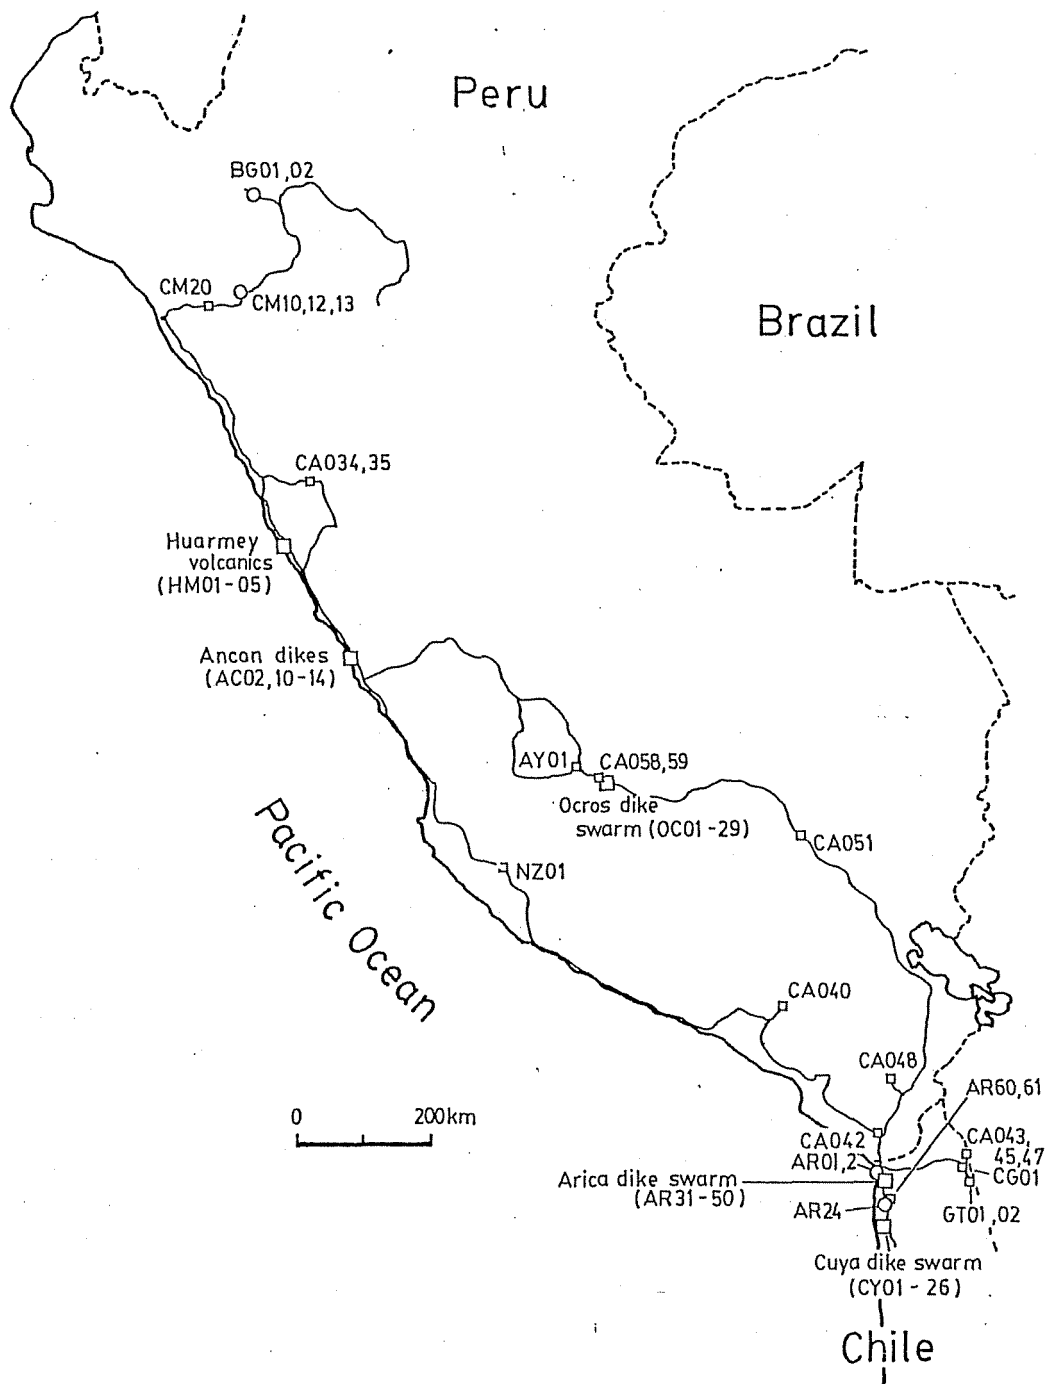 Peru
BG01,02
CM20
CM10,12,13
Brazil
CA034,35
Huarmey
volcanics
(HM01-05)
Ancon dikes
(AC02,10-14)
AY01
CA058,59
Ocros dike
swarm (OC01-29)
CA051
NZ01
Pacific Ocean
CA040
CA048
AR60,61
0 200km
CA042
CA043,
45,47
AR01,2
CG01
Arica dike swarm
(AR31-50)
AR24
GT01,02
Cuya dike swarm
(CY01-26)
Chile